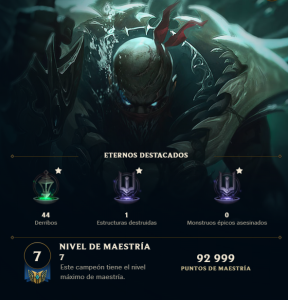 ETERNOS DESTACADOS
44
Derribos
1
Estructuras destruidas
0
Monstruos épicos asesinados
7
NIVEL DE MAESTRÍA
7
Este campeón tiene el nivel
máximo de maestría.
92 999
PUNTOS DE MAESTRÍA